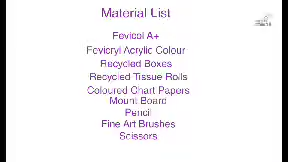 Material List
Fevicol A+
Fevicryl Acrylic Colour
Recycled Boxes
Recycled Tissue Rolls
Coloured Chart Papers
Mount Board
Pencil
Fine Art Brushes
Scissors